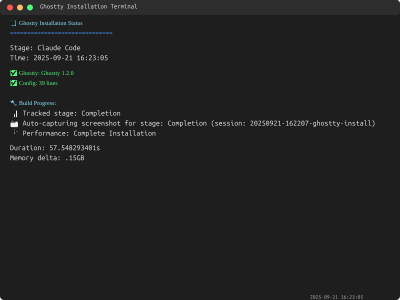 Ghostty Installation Terminal
Ghostty Installation Status
==============================
Stage: Claude Code
Time: 2025-09-21 16:23:05
✅ Ghostty: Ghostty 1.2.0
✅ Config: 39 lines
🔨 Build Progress:
📊 Tracked stage: Completion
📸 Auto-capturing screenshot for stage: Completion (session: 20250921-162207-ghostty-install)
Performance: Complete Installation
Duration: 57.548293401s
Memory delta: .15GB
2025-09-21 16:23:05